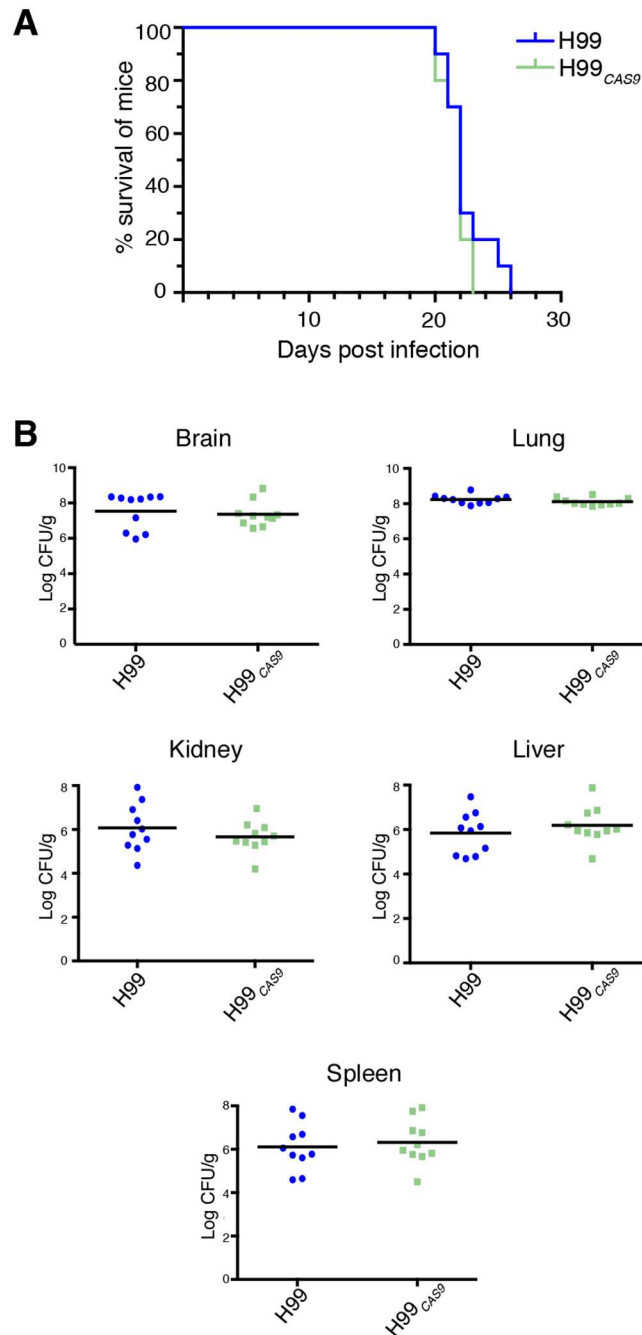 A
100
80
60
40
20
0
% survival of mice
10
20
30
Days post infection
H99
H99CAS9
B
Brain
10
8
6
4
2
0
Log CFU/g
H99
H99CAS9
Lung
10
8
6
4
2
0
Log CFU/g
H99
H99CAS9
Kidney
8
6
4
2
0
Log CFU/g
H99
H99CAS9
Liver
8
6
4
2
0
Log CFU/g
H99
H99CAS9
Spleen
8
6
4
2
0
Log CFU/g
H99
H99CAS9